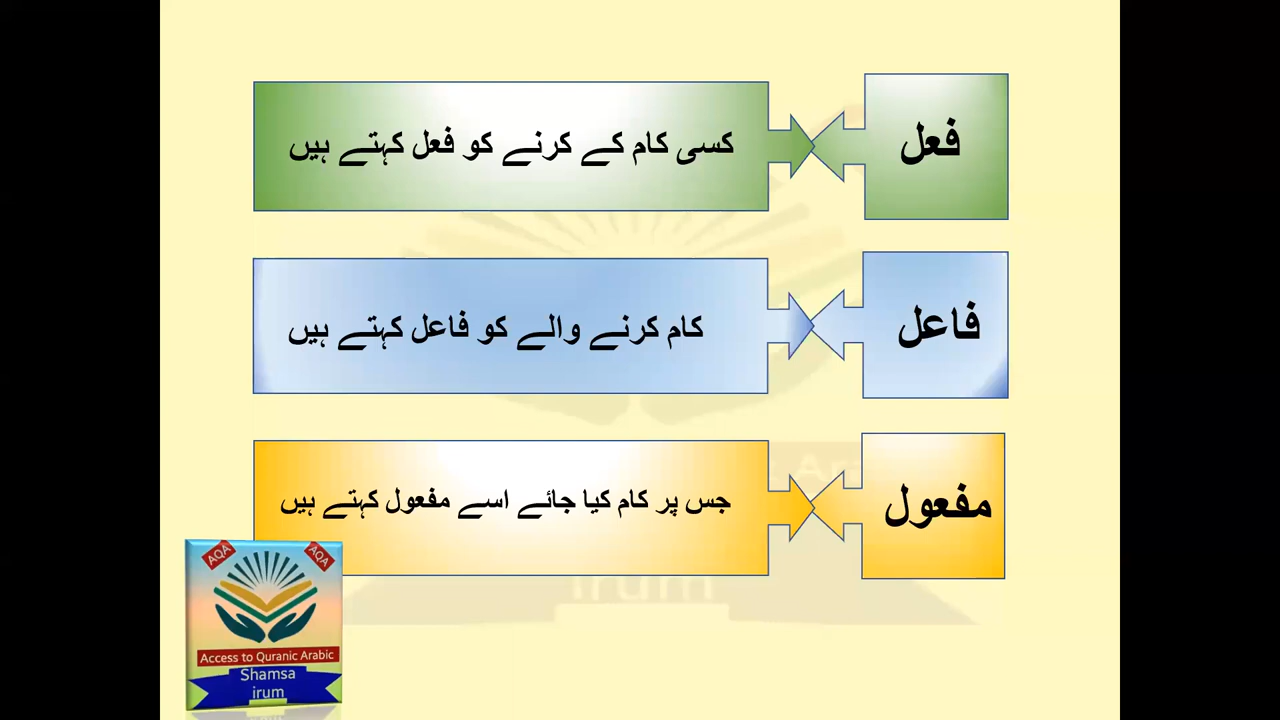 فعل
کسی کام کے کرنے کو فعل کہتے ہیں
فاعل
کام کرنے والے کو فاعل کہتے ہیں
مفعول
جس پر کام کیا جائے اسے مفعول کہتے ہیں
AQA
AQA
Access to Quranic Arabic
Shamsa
irum
irum